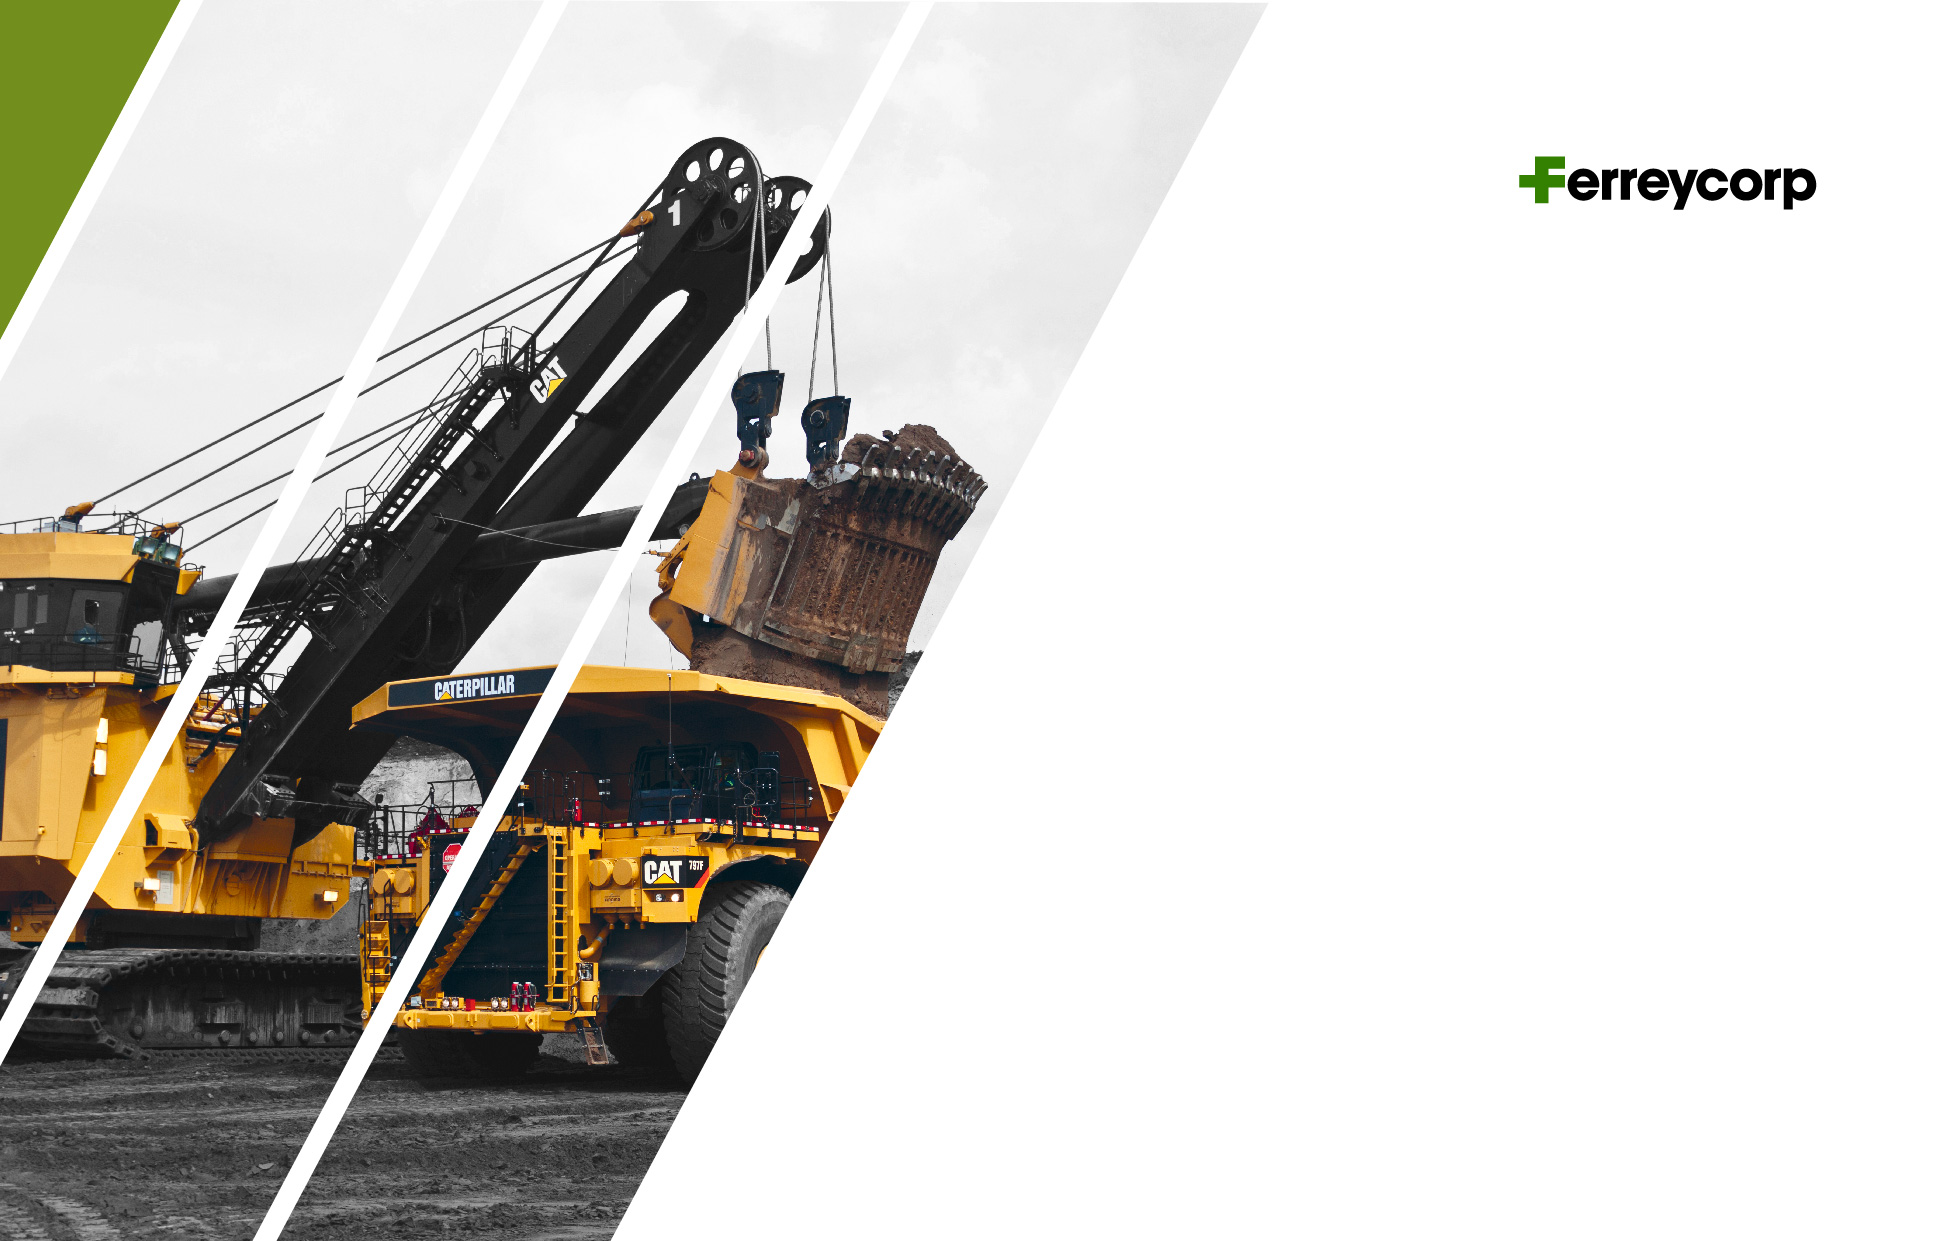 Ferreycorp
1
CAT
CATERPILLAR
CAT 797F